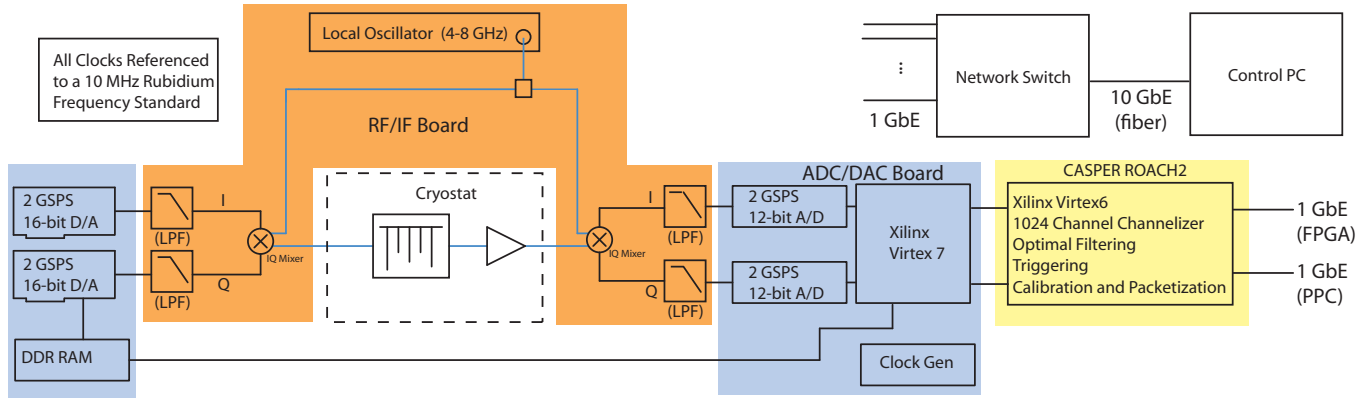 All Clocks Referenced
to a 10 MHz Rubidium
Frequency Standard
Local Oscillator (4-8 GHz)
RF/IF Board
⋮
1 GbE
Network Switch
10 GbE
(fiber)
Control PC
2 GSPS
16-bit D/A
2 GSPS
16-bit D/A
DDR RAM
(LPF)
I
(LPF)
Q
IQ Mixer
Cryostat
IQ Mixer
I
(LPF)
Q
(LPF)
ADC/DAC Board
2 GSPS
12-bit A/D
2 GSPS
12-bit A/D
Xilinx
Virtex 7
Clock Gen
CASPER ROACH2
Xilinx Virtex6
1024 Channel Channelizer
Optimal Filtering
Triggering
Calibration and Packetization
1 GbE
(FPGA)
1 GbE
(PPC)